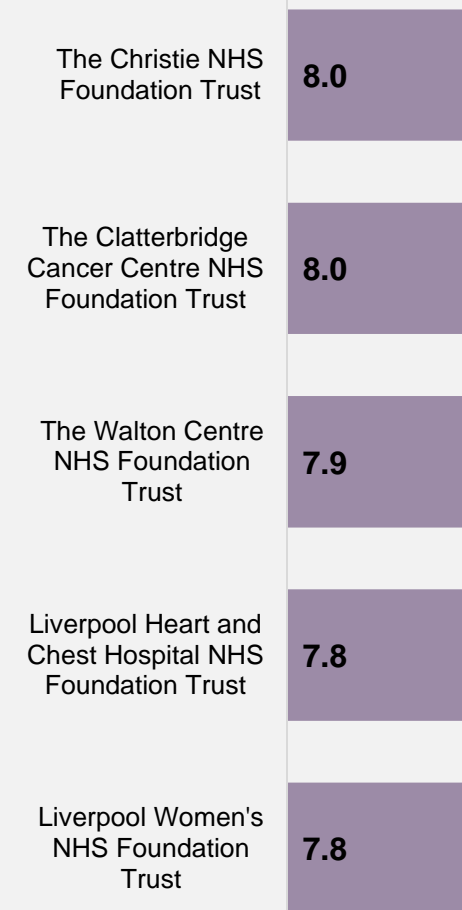 The Christie NHS
Foundation Trust
8.0
The Clatterbridge
Cancer Centre NHS
Foundation Trust
8.0
The Walton Centre
NHS Foundation
Trust
7.9
Liverpool Heart and
Chest Hospital NHS
Foundation Trust
7.8
Liverpool Women's
NHS Foundation
Trust
7.8